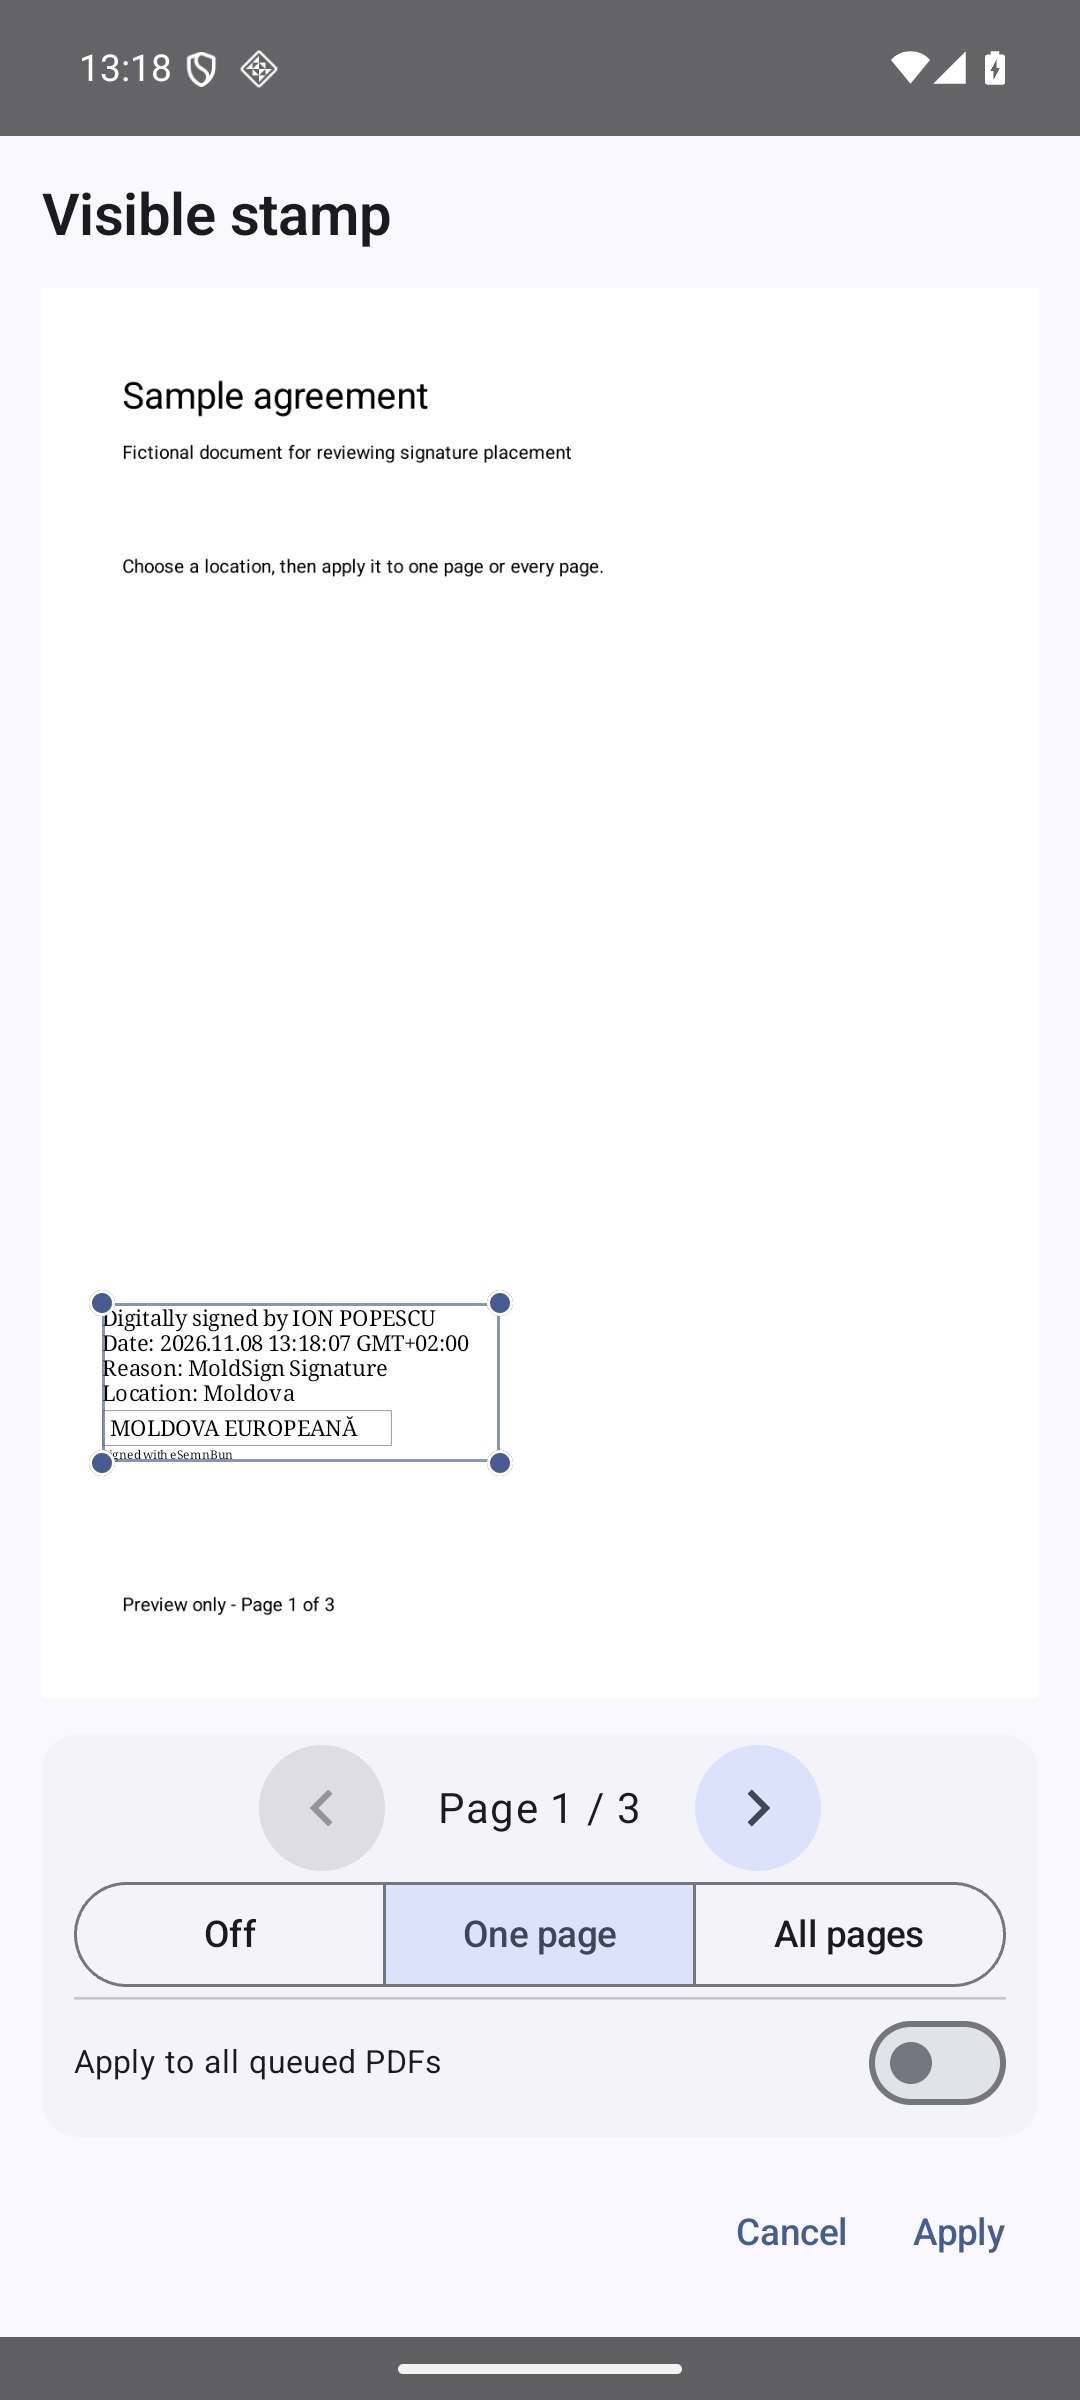 13:18
Visible stamp
Sample agreement
Fictional document for reviewing signature placement
Choose a location, then apply it to one page or every page.
Digitally signed by ION POPESCU
Date: 2026.11.08 13:18:07 GMT+02:00
Reason: MoldSign Signature
Location: Moldova
MOLDOVA EUROPEANĂ
igned with eSemnBun
Preview only - Page 1 of 3
Page 1 / 3
Off
One page
All pages
Apply to all queued PDFs
Cancel
Apply